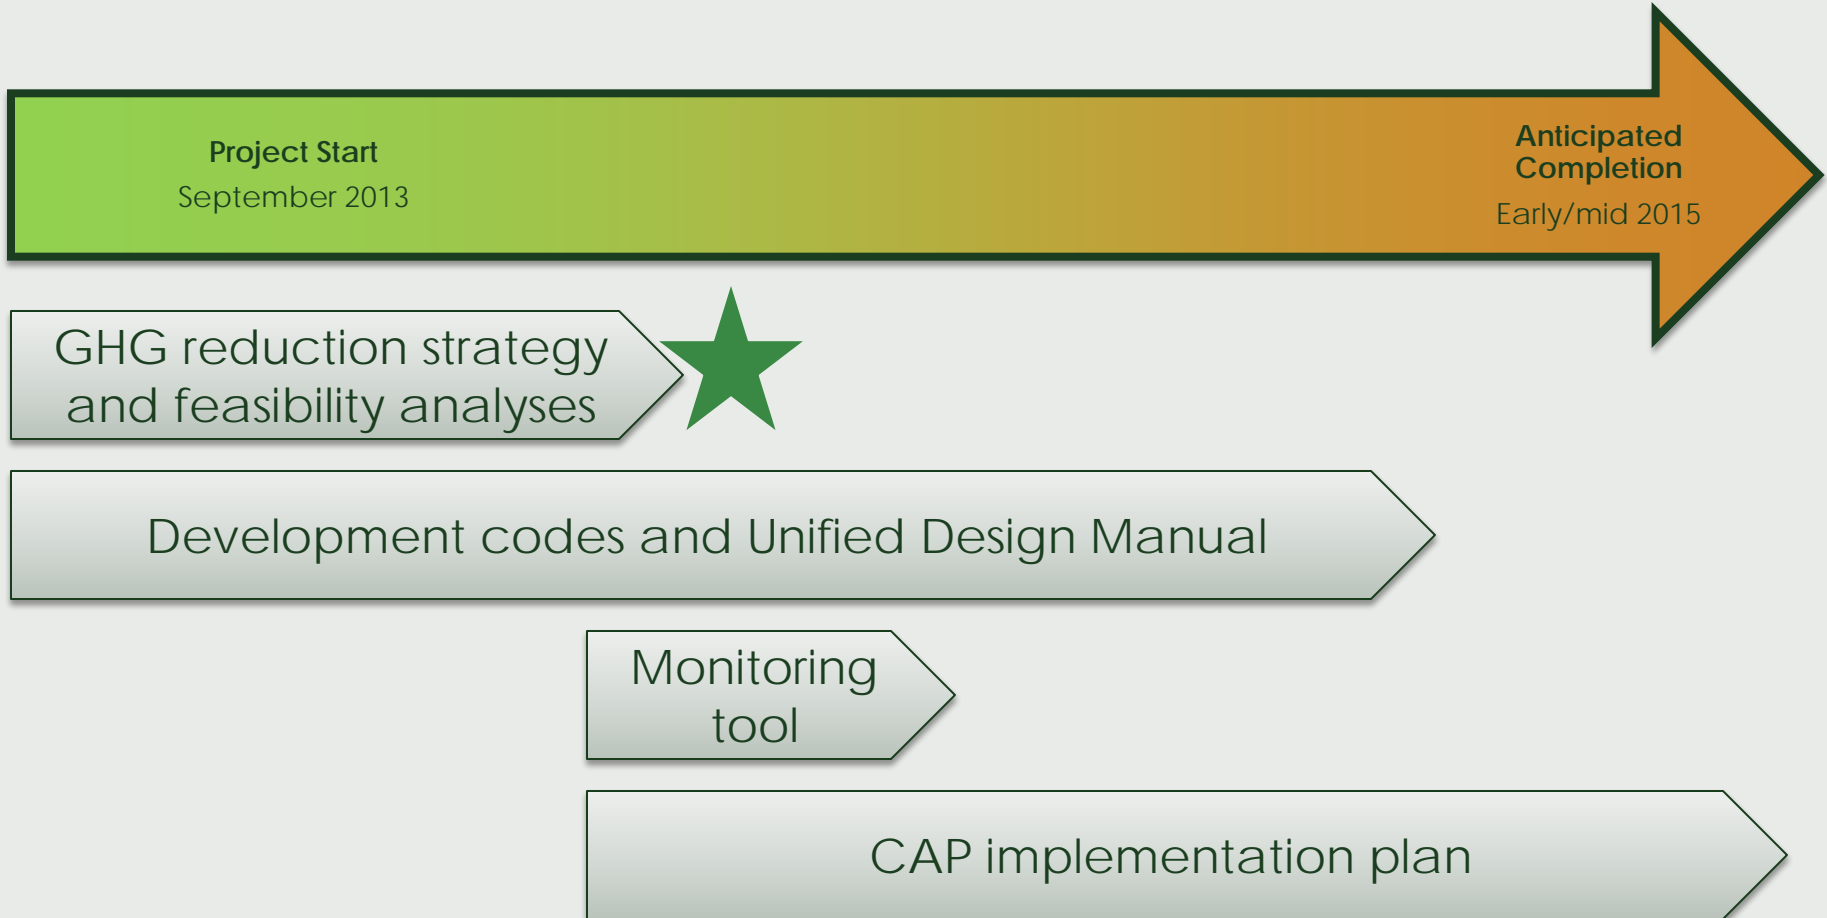 Project Start
September 2013
Anticipated
Completion
Early/mid 2015
GHG reduction strategy
and feasibility analyses
Development codes and Unified Design Manual
Monitoring
tool
CAP implementation plan